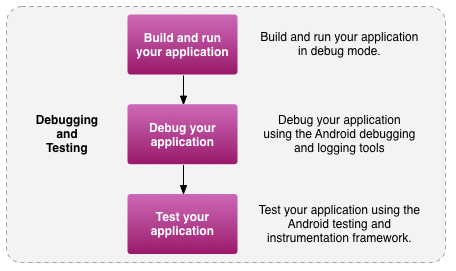 Debugging
and
Testing
Build and run
your application
Build and run your application
in debug mode.
Debug your
application
Debug your application
using the Android debugging
and logging tools
Test your
application
Test your application using the
Android testing and
instrumentation framework.